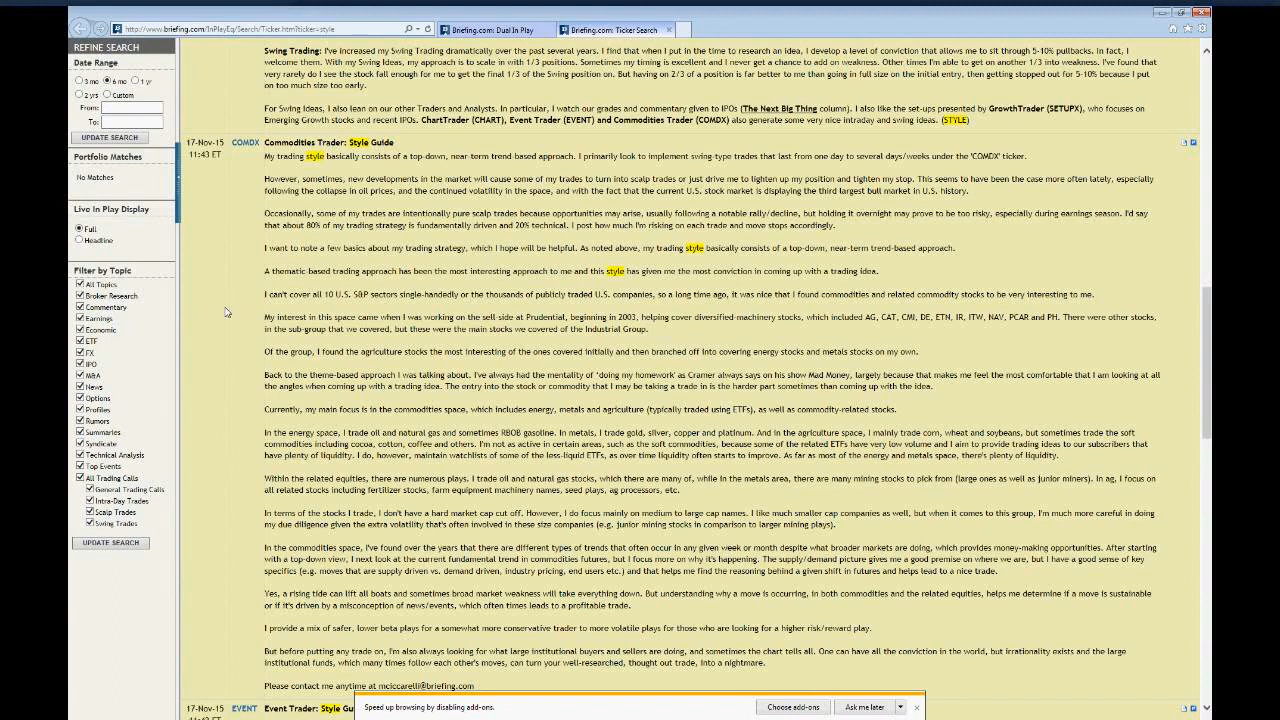 http://www.briefing.com/InPlayEq/Search/Ticker.htm?ticker=style
Briefing.com: Dual In Play
Briefing.com: Ticker Search
REFINE SEARCH
Date Range
3 mo 6 mo 1 yr
2 yrs Custom
From:
To:
UPDATE SEARCH
Portfolio Matches
No Matches
Live In Play Display
Full
Headline
Filter by Topic
All Topics
Broker Research
Commentary
Earnings
Economic
ETF
FX
IPO
M&A
News
Options
Profiles
Rumors
Summaries
Syndicate
Technical Analysis
Top Events
All Trading Calls
General Trading Calls
Intra-Day Trades
Scalp Trades
Swing Trades
UPDATE SEARCH
Swing Trading: I've increased my Swing Trading dramatically over the past several years. I find that when I put in the time to research an idea, I develop a level of conviction that allows me to sit through 5-10% pullbacks. In fact, I
welcome them. With my Swing Ideas, my approach is to scale in with 1/3 positions. Sometimes my timing is excellent and I never get a chance to add on weakness. Other times I'm able to get on another 1/3 into weakness. I've found that
very rarely do I see the stock fall enough for me to get the final 1/3 of the Swing position on. But having on 2/3 of a position is far better to me than going in full size on the initial entry, then getting stopped out for 5-10% because I put
on too much size too early.
For Swing Ideas, I also lean on our other Traders and Analysts. In particular, I watch our grades and commentary given to IPOs (The Next Big Thing column). I also like the set-ups presented by GrowthTrader (SETUPX), who focuses on
Emerging Growth stocks and recent IPOs. ChartTrader (CHART), Event Trader (EVENT) and Commodities Trader (COMDX) also generate some very nice intraday and swing ideas. (STYLE)
17-Nov-15 COMDX Commodities Trader: Style Guide
11:43 ET
My trading style basically consists of a top-down, near-term trend-based approach. I primarily look to implement swing-type trades that last from one day to several days/weeks under the 'COMDX' ticker.
However, sometimes, new developments in the market will cause some of my trades to turn into scalp trades or just drive me to lighten up my position and tighten my stop. This seems to have been the case more often lately, especially
following the collapse in oil prices, and the continued volatility in the space, and with the fact that the current U.S. stock market is displaying the third largest bull market in U.S. history.
Occasionally, some of my trades are intentionally pure scalp trades because opportunities may arise, usually following a notable rally/decline, but holding it overnight may prove to be too risky, especially during earnings season. I'd say
that about 80% of my trading strategy is fundamentally driven and 20% technical. I post how much I'm risking on each trade and move stops accordingly.
I want to note a few basics about my trading strategy, which I hope will be helpful. As noted above, my trading style basically consists of a top-down, near-term trend-based approach.
A thematic-based trading approach has been the most interesting approach to me and this style has given me the most conviction in coming up with a trading idea.
I can't cover all 10 U.S. S&P sectors single-handedly or the thousands of publicly traded U.S. companies, so a long time ago, it was nice that I found commodities and related commodity stocks to be very interesting to me.
My interest in this space came when I was working on the sell-side at Prudential, beginning in 2003, helping cover diversified-machinery stocks, which included AG, CAT, CMI, DE, ETN, IR, ITW, NAV, PCAR and PH. There were other stocks,
in the sub-group that we covered, but these were the main stocks we covered of the Industrial Group.
Of the group, I found the agriculture stocks the most interesting of the ones covered initially and then branched off into covering energy stocks and metals stocks on my own.
Back to the theme-based approach I was talking about. I've always had the mentality of 'doing my homework' as Cramer always says on his show Mad Money, largely because that makes me feel the most comfortable that I am looking at all
the angles when coming up with a trading idea. The entry into the stock or commodity that I may be taking a trade in is the harder part sometimes than coming up with the idea.
Currently, my main focus is in the commodities space, which includes energy, metals and agriculture (typically traded using ETFs), as well as commodity-related stocks.
In the energy space, I trade oil and natural gas and sometimes RBOB gasoline. In metals, I trade gold, silver, copper and platinum. And in the agriculture space, I mainly trade corn, wheat and soybeans, but sometimes trade the soft
commodities including cocoa, cotton, coffee and others. I'm not as active in certain areas, such as the soft commodities, because some of the related ETFs have very low volume and I aim to provide trading ideas to our subscribers that
have plenty of liquidity. I do, however, maintain watchlists of some of the less-liquid ETFs, as over time liquidity often starts to improve. As far as most of the energy and metals space, there's plenty of liquidity.
Within the related equities, there are numerous plays. I trade oil and natural gas stocks, which there are many of, while in the metals area, there are many mining stocks to pick from (large ones as well as junior miners). In ag, I focus on
all related stocks including fertilizer stocks, farm equipment machinery names, seed plays, ag processors, etc.
In terms of the stocks I trade, I don't have a hard market cap cut off. However, I do focus mainly on medium to large cap names. I like much smaller cap companies as well, but when it comes to this group, I'm much more careful in doing
my due diligence given the extra volatility that's often involved in these size companies (e.g. junior mining stocks in comparison to larger mining plays).
In the commodities space, I've found over the years that there are different types of trends that often occur in any given week or month despite what broader markets are doing, which provides money-making opportunities. After starting
with a top-down view, I next look at the current fundamental trend in commodities futures, but I focus more on why it's happening. The supply/demand picture gives me a good premise on where we are, but I have a good sense of key
specifics (e.g. moves that are supply driven vs. demand driven, industry pricing, end users etc.) and that helps me find the reasoning behind a given shift in futures and helps lead to a nice trade.
Yes, a rising tide can lift all boats and sometimes broad market weakness will take everything down. But understanding why a move is occurring, in both commodities and the related equities, helps me determine if a move is sustainable
or if it's driven by a misconception of news/events, which often times leads to a profitable trade.
I provide a mix of safer, lower beta plays for a somewhat more conservative trader to more volatile plays for those who are looking for a higher risk/reward play.
But before putting any trade on, I'm also always looking for what large institutional buyers and sellers are doing, and sometimes the chart tells all. One can have all the conviction in the world, but irrationality exists and the large
institutional funds, which many times follow each other's moves, can turn your well-researched, thought out trade, into a nightmare.
Please contact me anytime at mciccarelli@briefing.com
17-Nov-15 EVENT Event Trader: Style Gu
Speed up browsing by disabling add-ons.
Choose add-ons
Ask me later